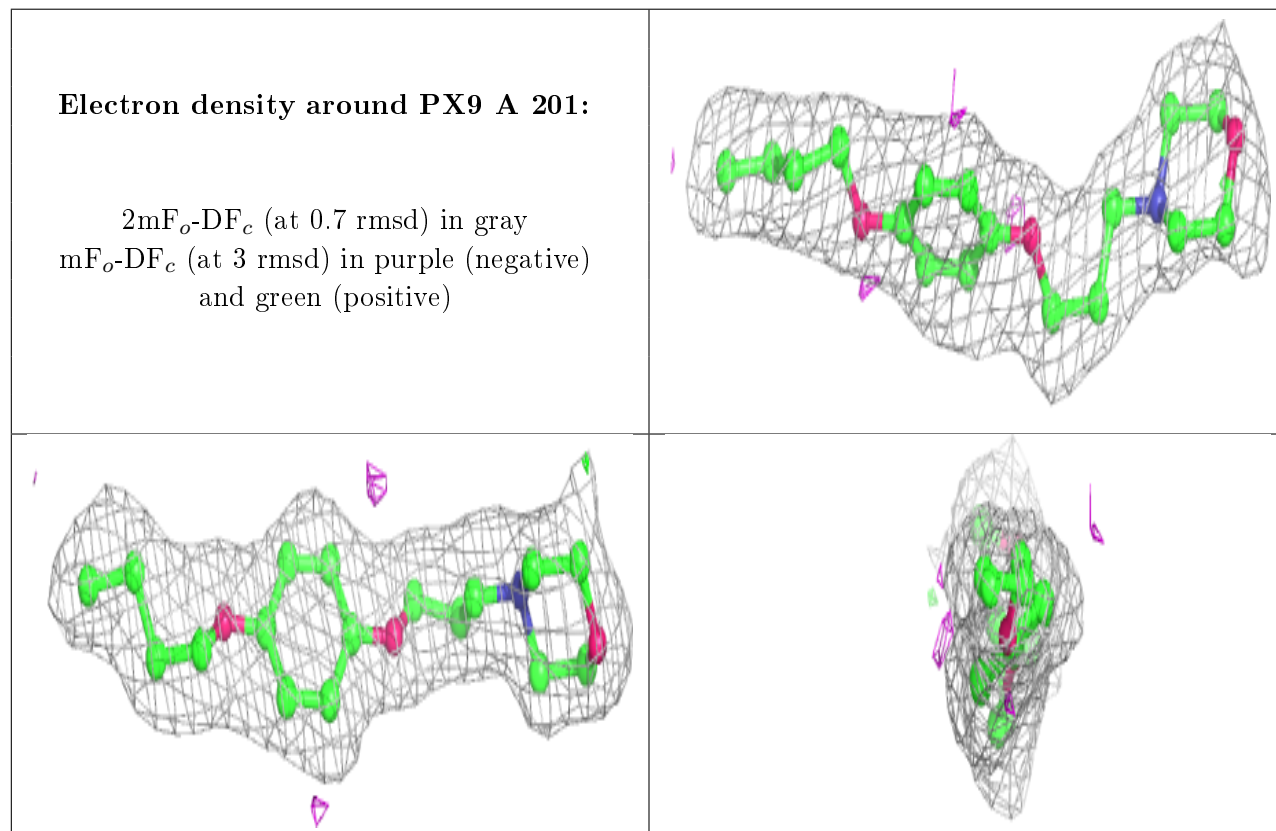 Electron density around PX9 A 201:
2mFₒ-DF𝒸 (at 0.7 rmsd) in gray
mFₒ-DF𝒸 (at 3 rmsd) in purple (negative)
and green (positive)